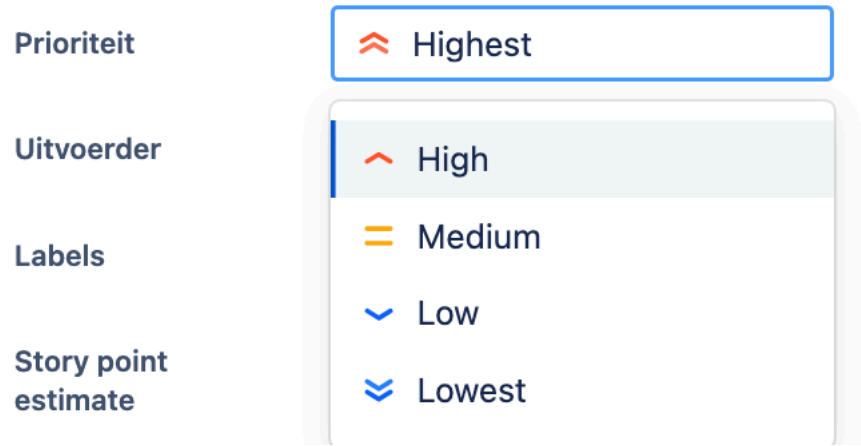 Prioriteit
Highest
Uitvoerder
High
Medium
Labels
Low
Story point
estimate
Lowest